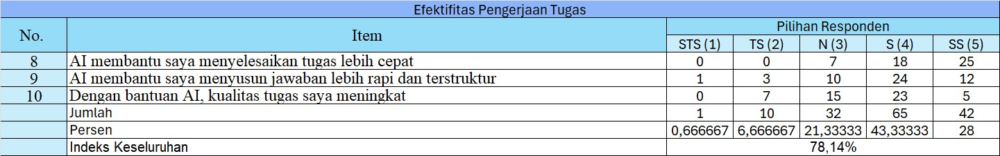 Efektifitas Pengerjaan Tugas
No. Item Pilihan Responden
STS (1) TS (2) N (3) S (4) SS (5)
8 AI membantu saya menyelesaikan tugas lebih cepat 0 0 7 18 25
9 AI membantu saya menyusun jawaban lebih rapi dan terstruktur 1 3 10 24 12
10 Dengan bantuan AI, kualitas tugas saya meningkat 0 7 15 23 5
Jumlah 1 10 32 65 42
Persen 0,666667 6,666667 21,33333 43,33333 28
Indeks Keseluruhan 78,14%